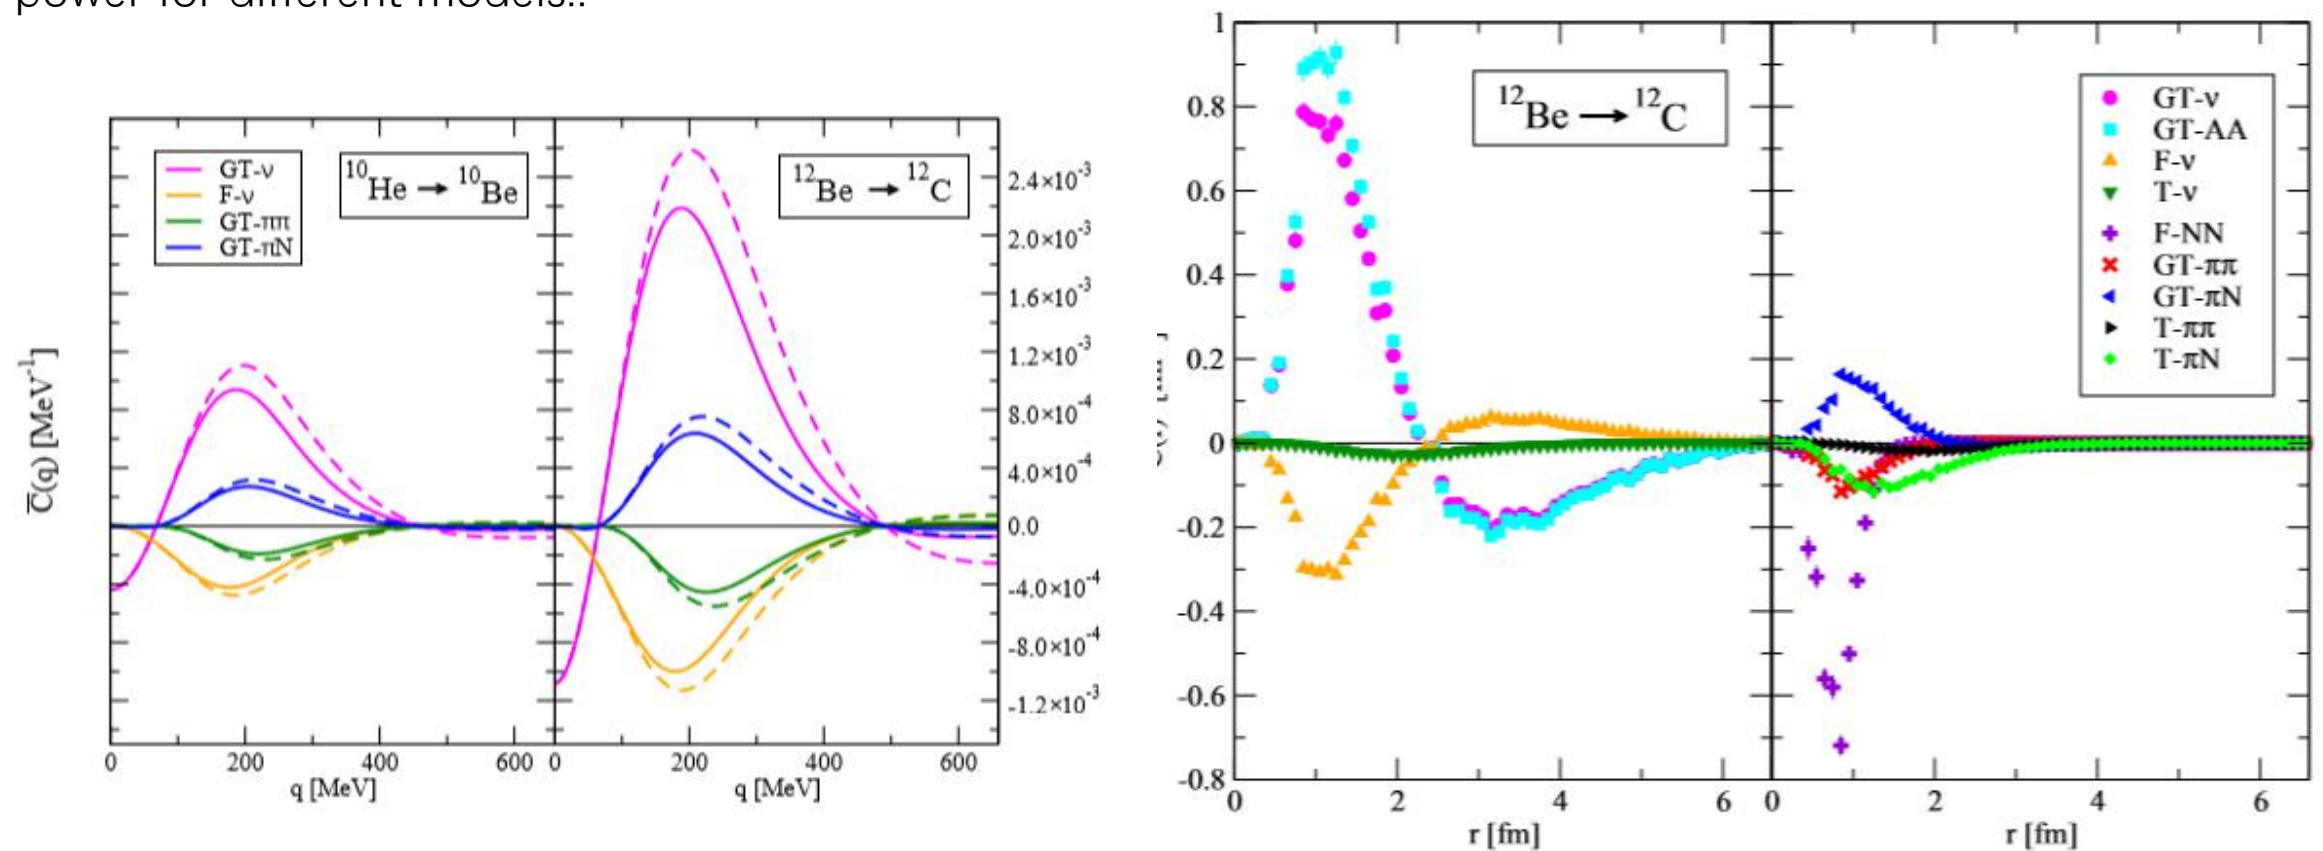 power for different models..
GT-ν
F-ν
GT-ππ
GT-πN
¹⁰He → ¹⁰Be
¹²Be → ¹²C
2.4×10⁻³
2.0×10⁻³
1.6×10⁻³
1.2×10⁻³
8.0×10⁻⁴
4.0×10⁻⁴
0.0
-4.0×10⁻⁴
-8.0×10⁻⁴
-1.2×10⁻³
C̅(q) [MeV⁻¹]
0 200 400 600 0 200 400 600
q [MeV] q [MeV]
¹²Be → ¹²C
GT-ν
GT-AA
F-ν
T-ν
F-NN
GT-ππ
GT-πN
T-ππ
T-πN
1
0.8
0.6
0.4
0.2
0
-0.2
-0.4
-0.6
-0.8
0 2 4 6 0 2 4 6
r [fm] r [fm]